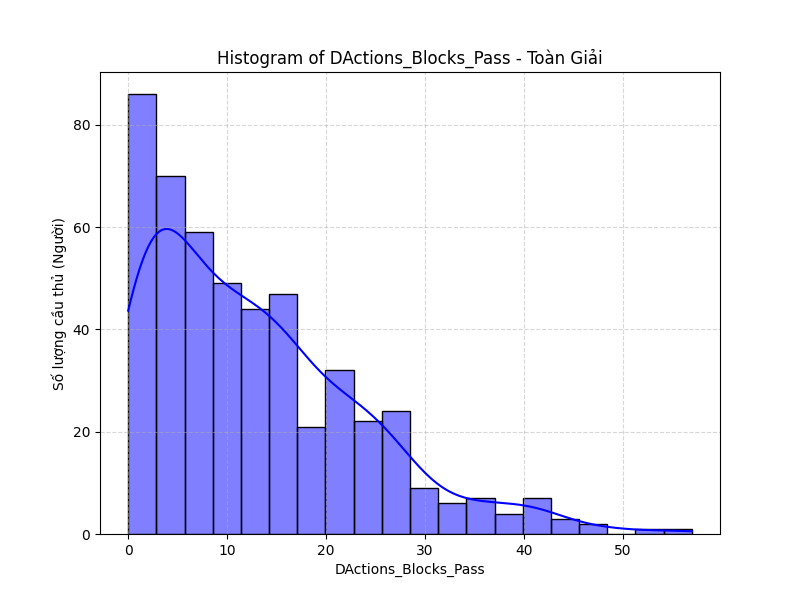 Histogram of DActions_Blocks_Pass - Toàn Giải
Số lượng cầu thủ (Người)
80
60
40
20
0
0 10 20 30 40 50
DActions_Blocks_Pass